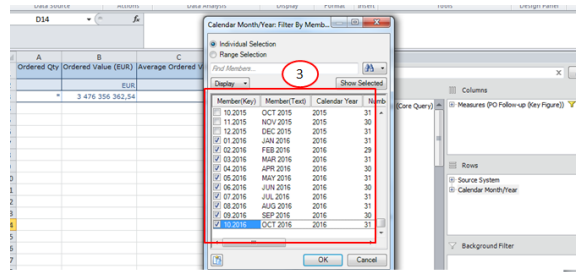 Data Source Actions Data Analysis Display Format Insert Tools Design Panel
D14 fx
Calendar Month/Year: Filter By Memb...
Individual Selection
Range Selection
Find Members...
3
Display Show Selected
A B C
Ordered Qty Ordered Value (EUR) Average Ordered V
EUR
* 3 476 356 362,54
Member(Key) Member(Text) Calendar Year Numb
10.2015 OCT 2015 2015 31
11.2015 NOV 2015 2015 30
12.2015 DEC 2015 2015 31
01.2016 JAN 2016 2016 31
02.2016 FEB 2016 2016 29
03.2016 MAR 2016 2016 31
04.2016 APR 2016 2016 30
05.2016 MAY 2016 2016 31
06.2016 JUN 2016 2016 30
07.2016 JUL 2016 2016 31
08.2016 AUG 2016 2016 31
09.2016 SEP 2016 2016 30
10.2016 OCT 2016 2016 31
OK Cancel
(Core Query)
Columns
Measures (PO Follow-up (Key Figure))
Rows
Source System
Calendar Month/Year
Background Filter